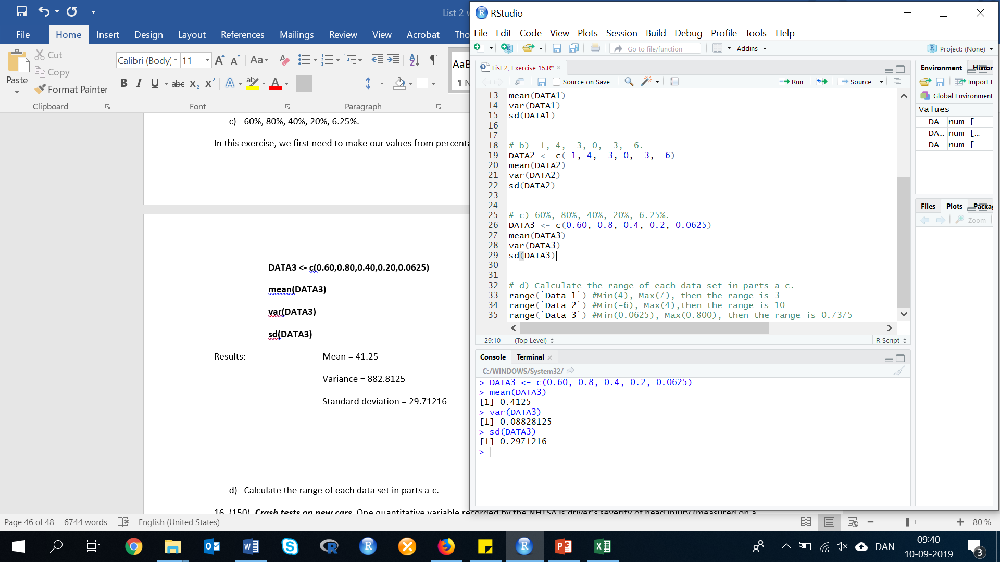 List 2
File Home Insert Design Layout References Mailings Review View Acrobat
Paste
Cut
Copy
Format Painter
Calibri (Body) 11
Clipboard Font Paragraph
c) 60%, 80%, 40%, 20%, 6.25%.
In this exercise, we first need to make our values from
DATA3 <- c(0.60,0.80,0.40,0.20,0.0625)
mean(DATA3)
var(DATA3)
sd(DATA3)
Results: Mean = 41.25
Variance = 882.8125
Standard deviation = 29.71216
d) Calculate the range of each data set in parts a-c.
16. (150) Crash tests on new cars. One quantitative variable recorded by the NHTSA is driver's severity of head injury (measured on a
Page 46 of 48 6744 words English (United States) 80 %
RStudio
File Edit Code View Plots Session Build Debug Profile Tools Help
Go to file/function Addins Project: (None)
List 2, Exercise 15.R*
Source on Save Run Source
13 mean(DATA1)
14 var(DATA1)
15 sd(DATA1)
16
17
18 # b) -1, 4, -3, 0, -3, -6.
19 DATA2 <- c(-1, 4, -3, 0, -3, -6)
20 mean(DATA2)
21 var(DATA2)
22 sd(DATA2)
23
24
25 # c) 60%, 80%, 40%, 20%, 6.25%.
26 DATA3 <- c(0.60, 0.8, 0.4, 0.2, 0.0625)
27 mean(DATA3)
28 var(DATA3)
29 sd(DATA3)
30
31
32 # d) Calculate the range of each data set in parts a-c.
33 range(`Data 1`) #Min(4), Max(7), then the range is 3
34 range(`Data 2`) #Min(-6), Max(4),then the range is 10
35 range(`Data 3`) #Min(0.0625), Max(0.800), then the range is 0.7375
29:10 (Top Level) R Script
Console Terminal
C:/WINDOWS/System32/
> DATA3 <- c(0.60, 0.8, 0.4, 0.2, 0.0625)
> mean(DATA3)
[1] 0.4125
> var(DATA3)
[1] 0.08828125
> sd(DATA3)
[1] 0.2971216
>
Environment
Import
Global Environment
Values
DA... num [...
DA... num [...
DA... num [...
Files Plots
Zoom
DAN
09:40
10-09-2019
3